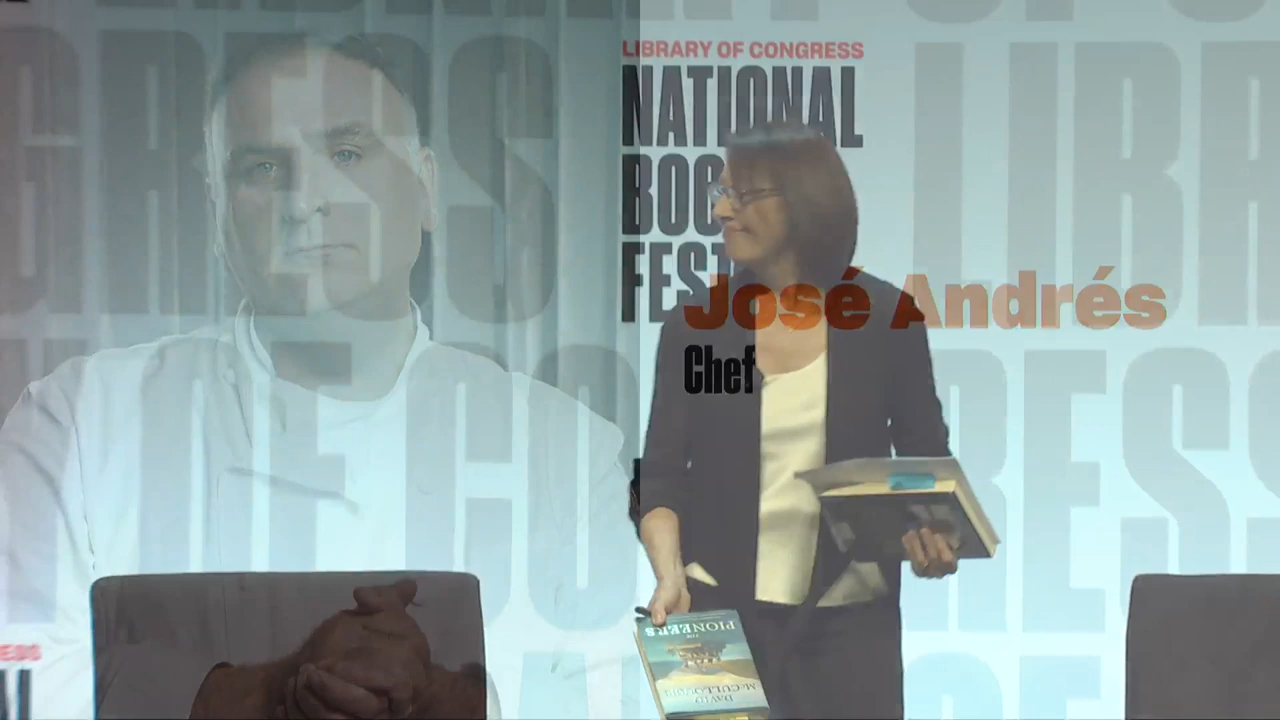 LIBRARY OF CONGRESS
NATIONAL
BOO
FEST
José Andrés
Chef
THE
PIONEERS
DAVID
McCULLOUGH